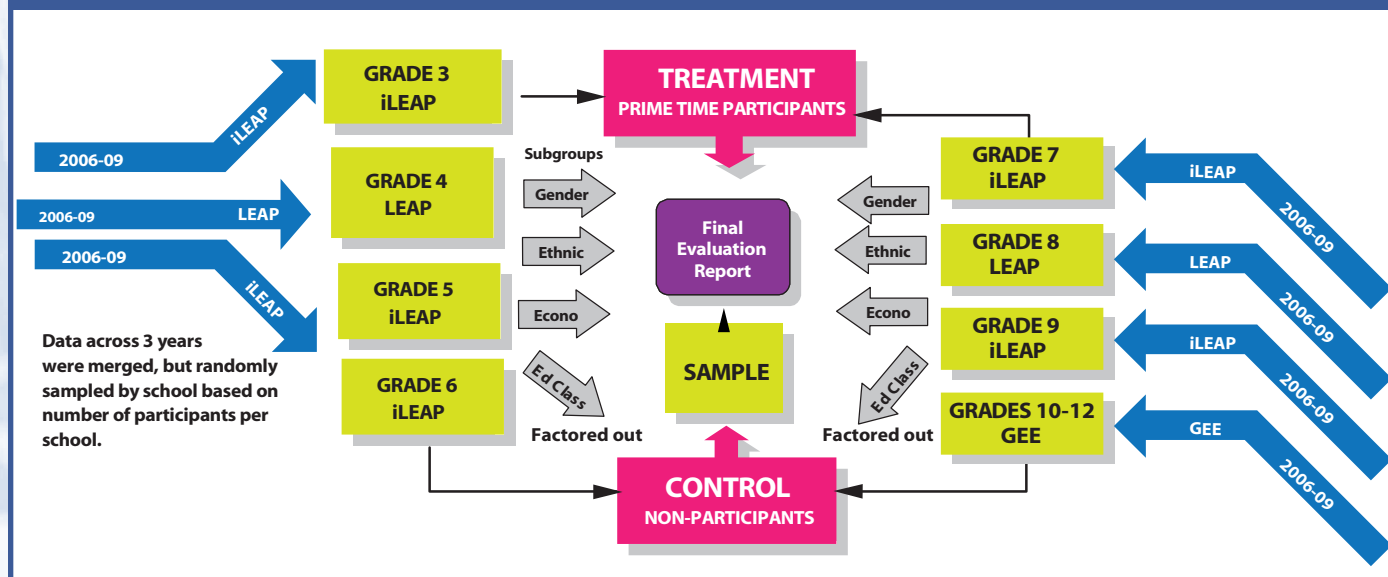 2006-09
iLEAP
2006-09
LEAP
2006-09
iLEAP
Data across 3 years
were merged, but randomly
sampled by school based on
number of participants per
school.
GRADE 3
iLEAP
GRADE 4
LEAP
GRADE 5
iLEAP
GRADE 6
iLEAP
Subgroups
Gender
Ethnic
Econo
Ed Class
Factored out
TREATMENT
PRIME TIME PARTICIPANTS
Final
Evaluation
Report
SAMPLE
CONTROL
NON-PARTICIPANTS
Gender
Ethnic
Econo
Ed Class
Factored out
GRADE 7
iLEAP
GRADE 8
LEAP
GRADE 9
iLEAP
GRADES 10-12
GEE
iLEAP
2006-09
LEAP
2006-09
iLEAP
2006-09
GEE
2006-09